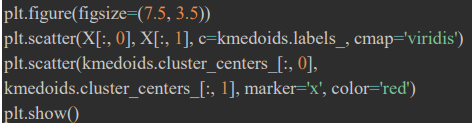 plt.figure(figsize=(7.5, 3.5))
plt.scatter(X[:, 0], X[:, 1], c=kmedoids.labels_, cmap='viridis')
plt.scatter(kmedoids.cluster_centers_[:, 0],
kmedoids.cluster_centers_[:, 1], marker='x', color='red')
plt.show()